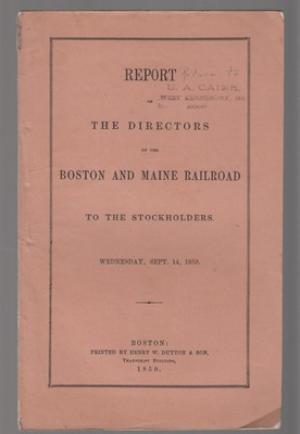 REPORT
OF
THE DIRECTORS
OF THE
BOSTON AND MAINE RAILROAD
TO THE STOCKHOLDERS.
WEDNESDAY, SEPT. 14, 1859.
BOSTON:
PRINTED BY HENRY W. DUTTON & SON,
TRANSCRIPT BUILDING,
1859.